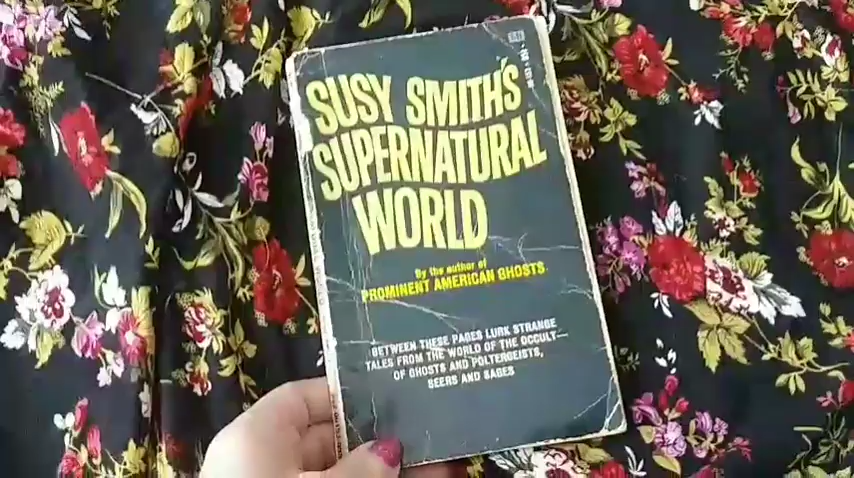 SUSY SMITH'S
SUPERNATURAL
WORLD
By the author of
PROMINENT AMERICAN GHOSTS
BETWEEN THESE PAGES LURK STRANGE
TALES FROM THE WORLD OF THE OCCULT—
OF GHOSTS AND POLTERGEISTS,
SEERS AND SAGES